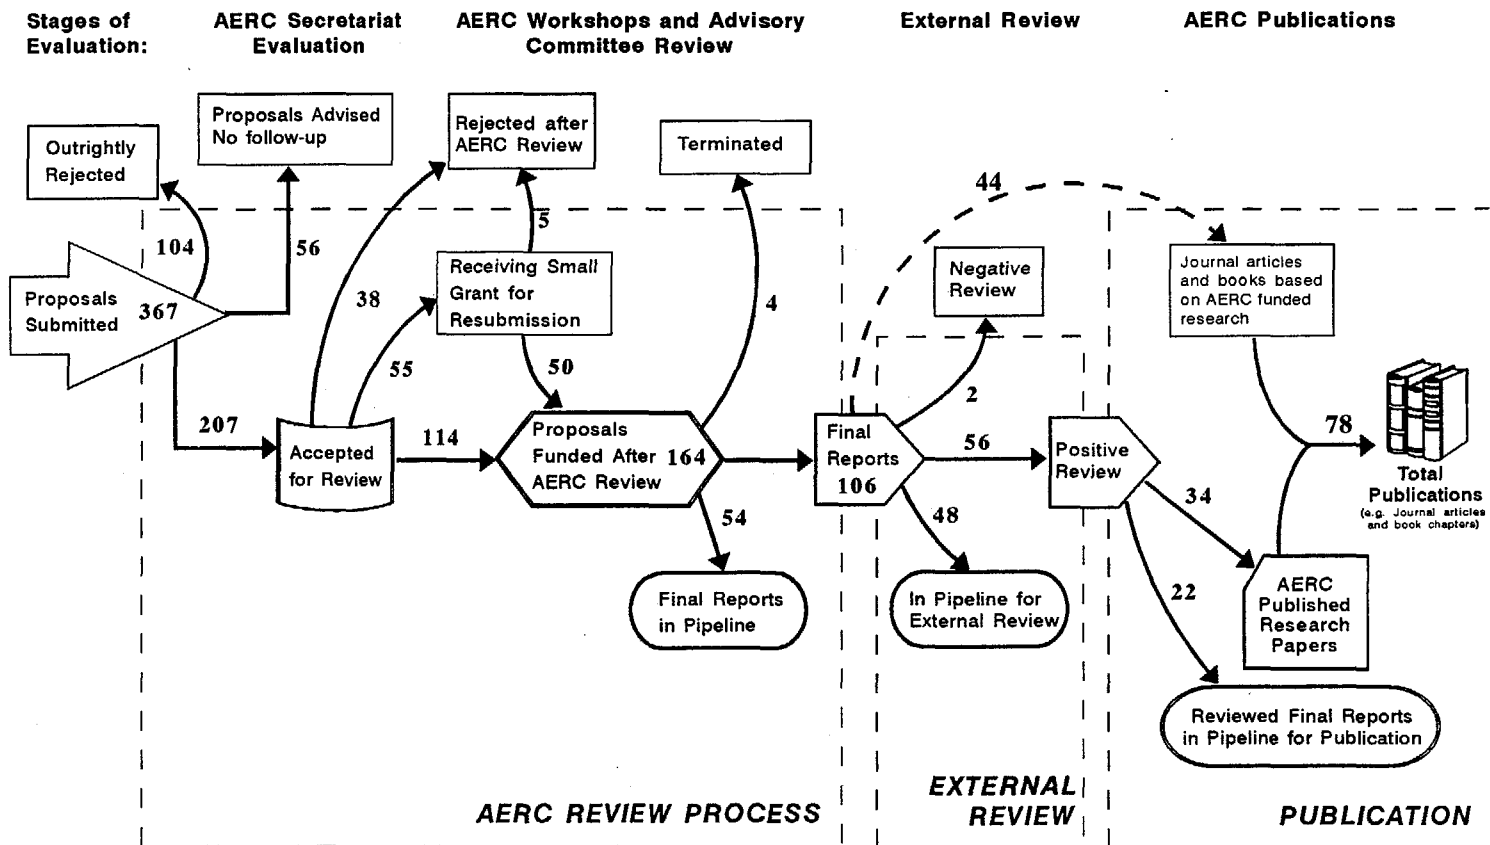 Stages of
Evaluation:
AERC Secretariat
Evaluation
AERC Workshops and Advisory
Committee Review
External Review
AERC Publications
Outrightly
Rejected
Proposals Advised
No follow-up
Rejected after
AERC Review
Terminated
104
56
38
5
4
44
Proposals
Submitted
367
Receiving Small
Grant for
Resubmission
Negative
Review
Journal articles
and books based
on AERC funded
research
55
50
2
207
Accepted
for Review
114
Proposals
Funded After
AERC Review
164
Final
Reports
106
56
Positive
Review
78
Total
Publications
(e.g. Journal articles
and book chapters)
54
48
34
22
Final Reports
in Pipeline
In Pipeline for
External Review
AERC
Published
Research
Papers
Reviewed Final Reports
in Pipeline for Publication
AERC REVIEW PROCESS
EXTERNAL
REVIEW
PUBLICATION